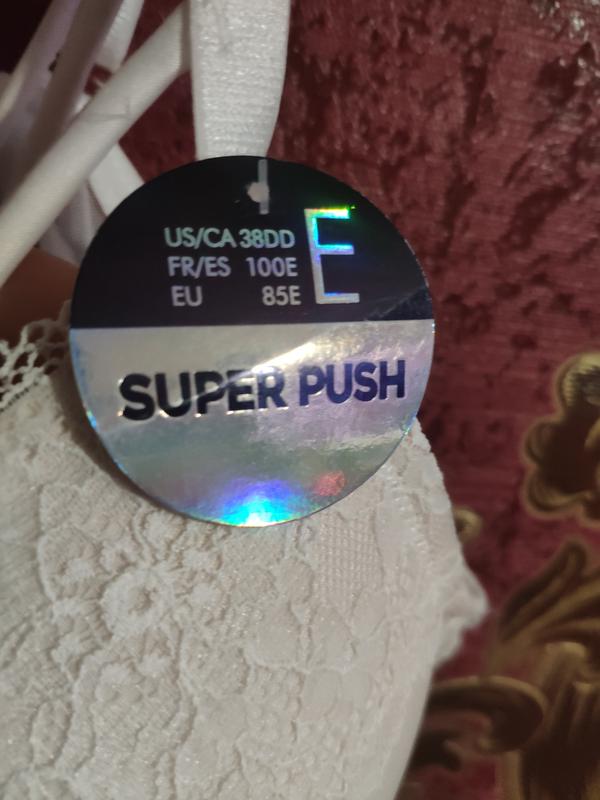 US/CA 38DD
FR/ES 100E
EU 85E
E
SUPER PUSH